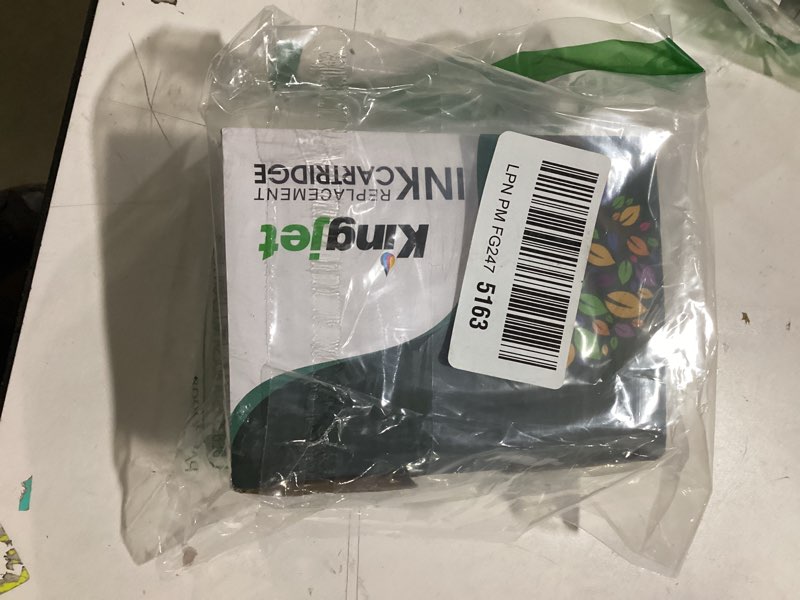 Kingjet
REPLACEMENT
INKCARTRIDGE
LPN PM FG247 5163